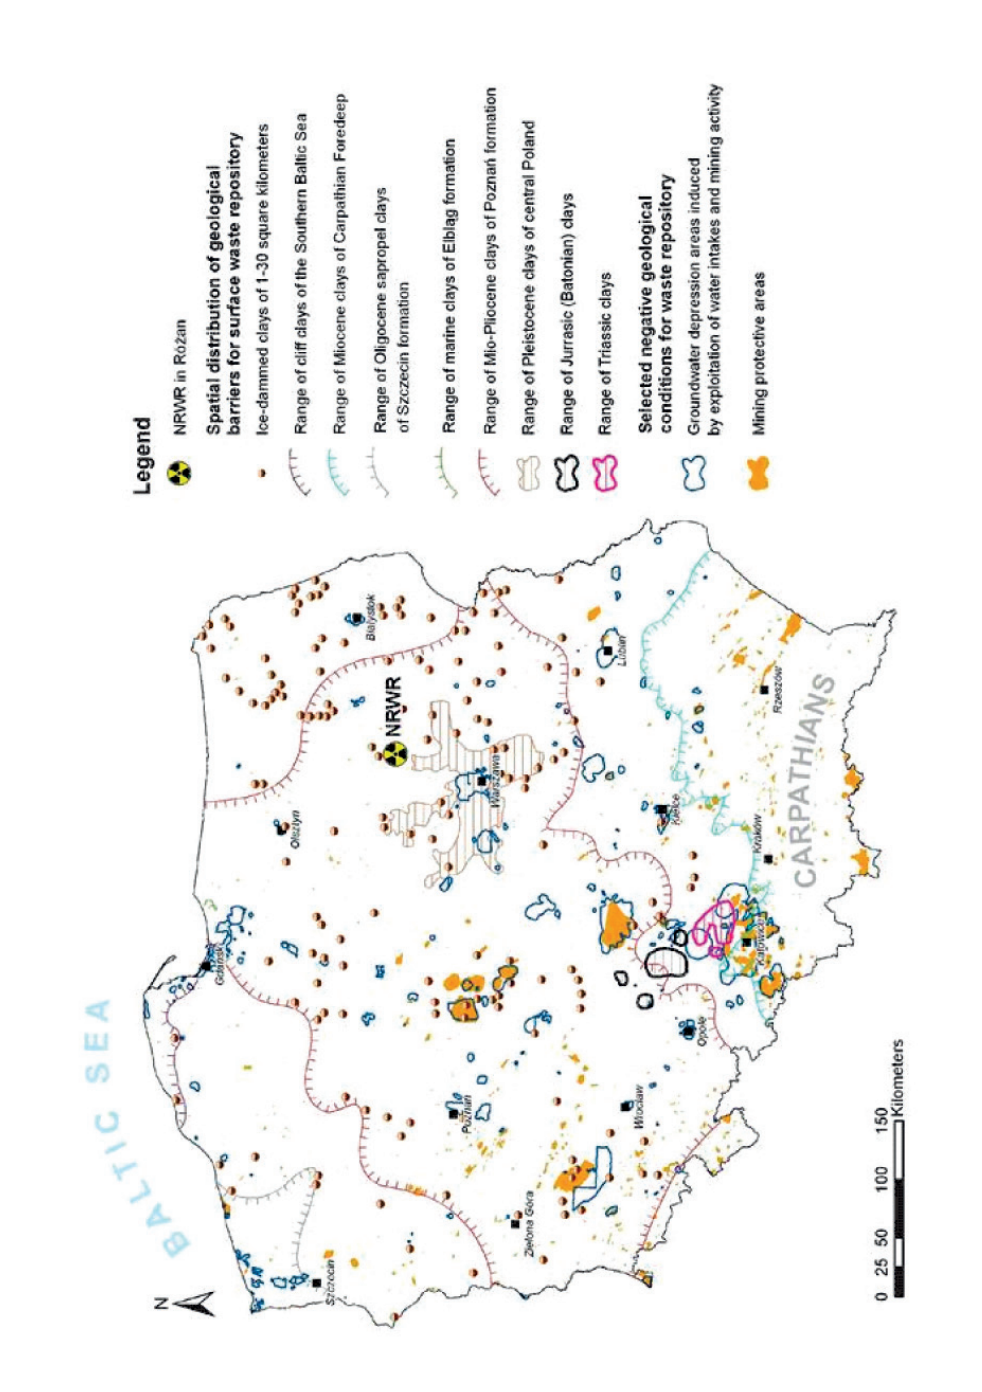 BALTIC SEA
N
Gdańsk
Olsztyn
Szczecin
Białystok
NRWR
Poznań
Warszawa
Zielona Góra
Wrocław
Lublin
Opole
Kielce
Katowice
Kraków
Rzeszów
CARPATHIANS
0 25 50 100 150
Kilometers
Legend
NRWR in Różan
Spatial distribution of geological
barriers for surface waste repository
Ice-dammed clays of 1-30 square kilometers
Range of cliff clays of the Southern Baltic Sea
Range of Miocene clays of Carpathian Foredeep
Range of Oligocene sapropel clays
of Szczecin formation
Range of marine clays of Elbląg formation
Range of Mio-Pliocene clays of Poznań formation
Range of Pleistocene clays of central Poland
Range of Jurrasic (Batonian) clays
Range of Triassic clays
Selected negative geological
conditions for waste repository
Groundwater depression areas induced
by exploitation of water intakes and mining activity
Mining protective areas